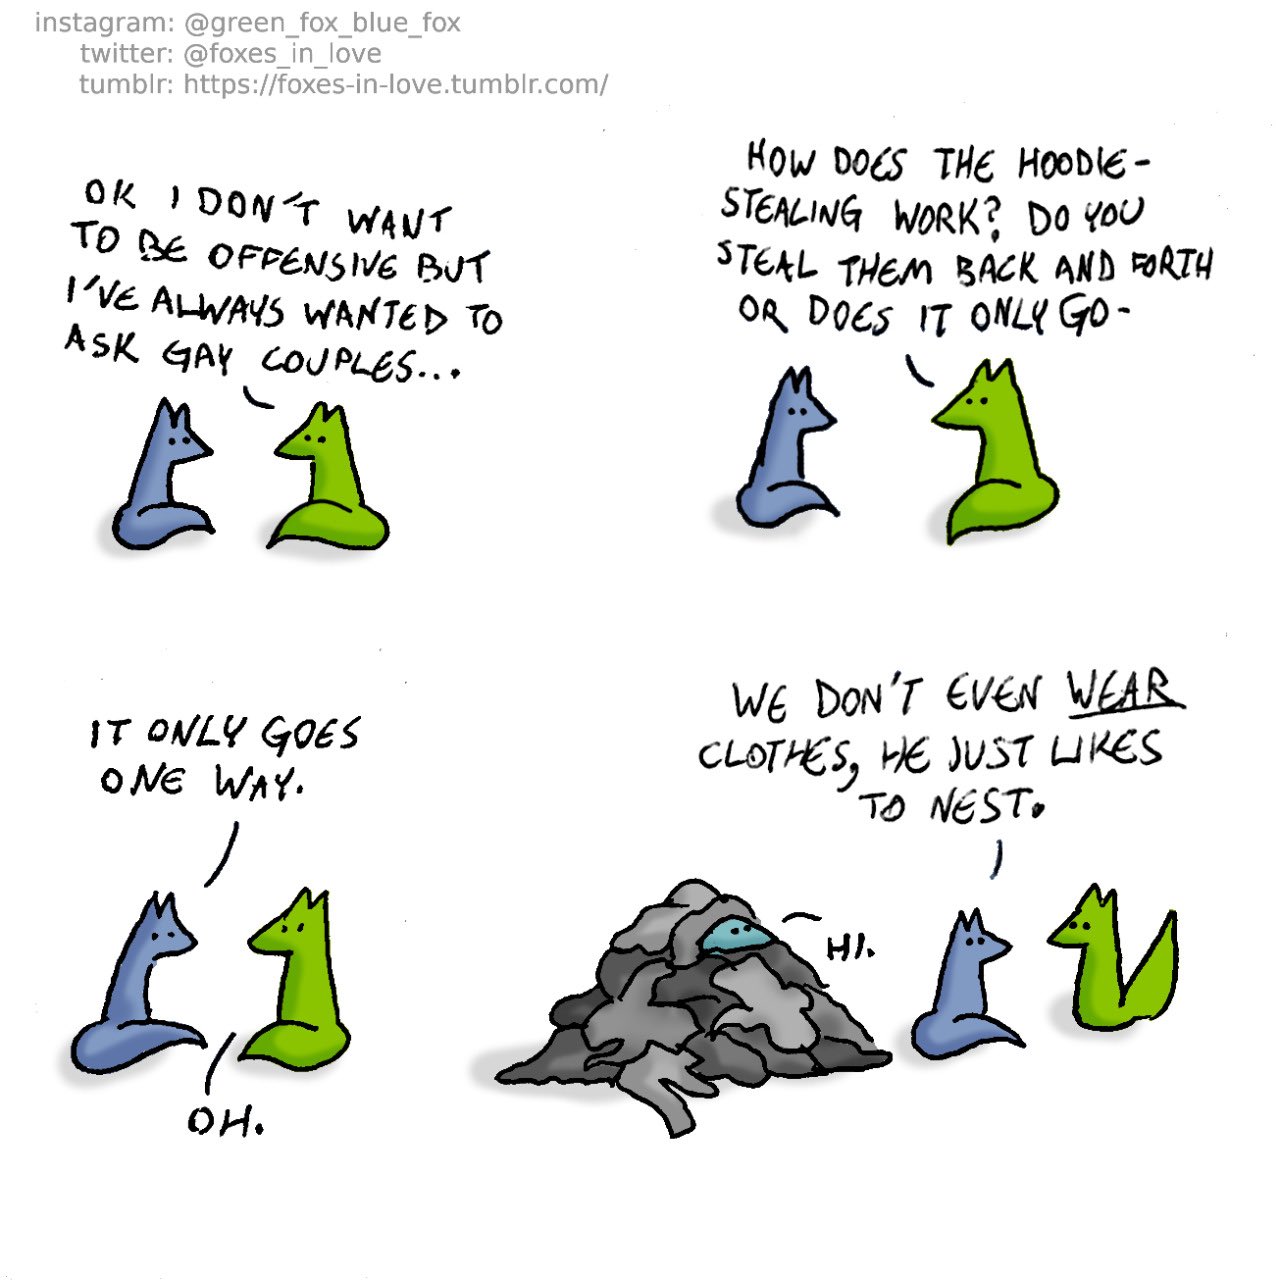 instagram: @green_fox_blue_fox
twitter: @foxes_in_love
tumblr: https://foxes-in-love.tumblr.com/
OK I DON'T WANT
TO BE OFFENSIVE BUT
I'VE ALWAYS WANTED TO
ASK GAY COUPLES...
HOW DOES THE HOODIE-
STEALING WORK? DO YOU
STEAL THEM BACK AND FORTH
OR DOES IT ONLY GO-
IT ONLY GOES
ONE WAY.
OH.
WE DON'T EVEN WEAR
CLOTHES, HE JUST LIKES
TO NEST.
HI.